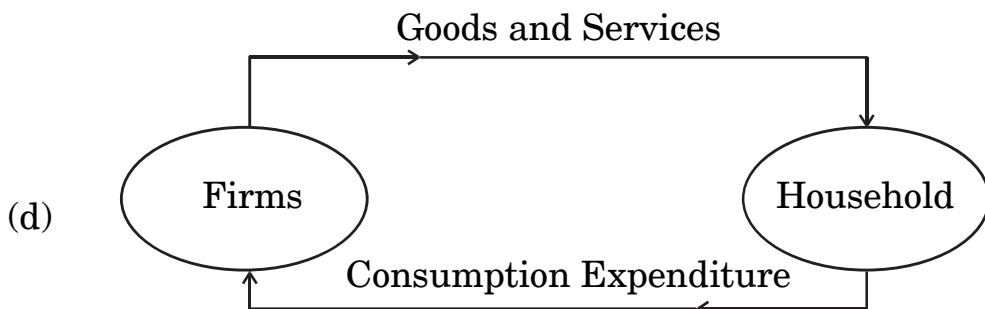 Goods and Services
Firms
Household
(d)
Consumption Expenditure